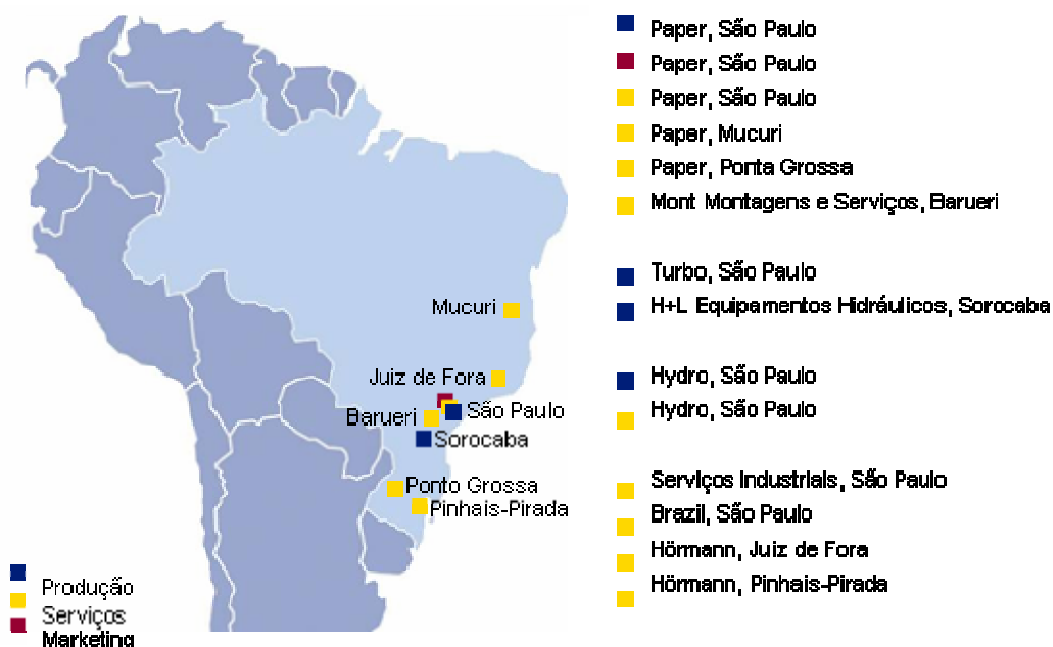 Paper, São Paulo
Paper, São Paulo
Paper, São Paulo
Paper, Mucuri
Paper, Ponta Grossa
Mont Montagens e Serviços, Barueri
Turbo, São Paulo
H+L Equipamentos Hidráulicos, Sorocaba
Hydro, São Paulo
Hydro, São Paulo
Serviços Industriais, São Paulo
Brazil, São Paulo
Hörmann, Juiz de Fora
Hörmann, Pinhais-Pirada
Mucuri
Juiz de Fora
São Paulo
Barueri
Sorocaba
Ponto Grossa
Pinhais-Pirada
Produção
Serviços
Marketing